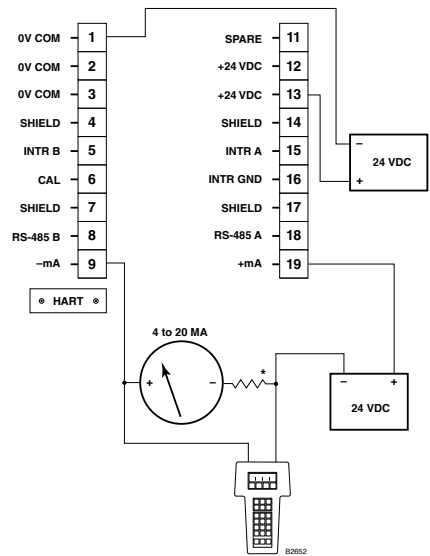 0V COM 1
0V COM 2
0V COM 3
SHIELD 4
INTR B 5
CAL 6
SHIELD 7
RS-485 B 8
–mA 9
SPARE 11
+24 VDC 12
+24 VDC 13
SHIELD 14
INTR A 15
INTR GND 16
SHIELD 17
RS-485 A 18
+mA 19
–
24 VDC
+
HART
4 to 20 MA
+ – *
– +
24 VDC
B2652